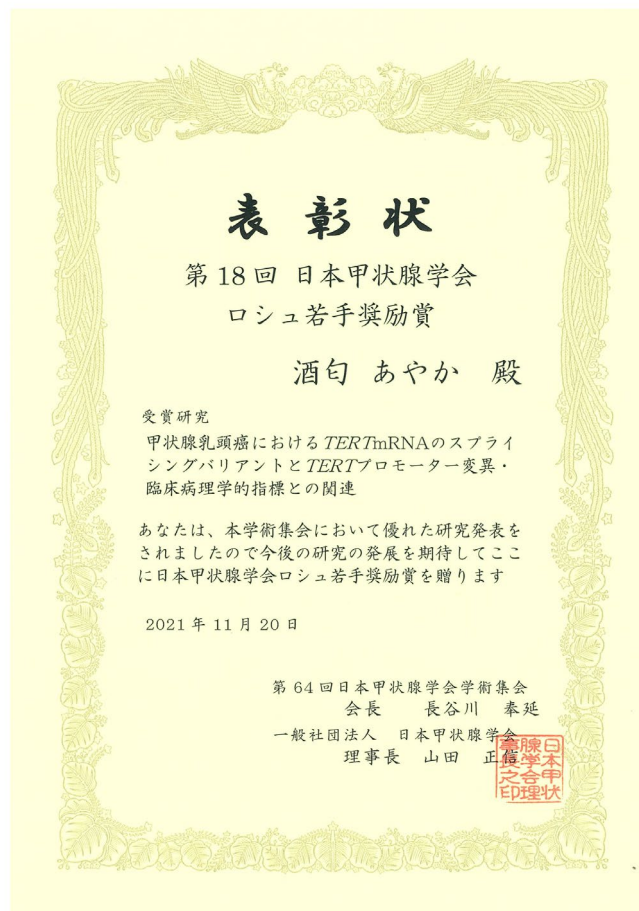 表彰状
第18回 日本甲状腺学会
ロシュ若手奨励賞
酒匂 あやか 殿
受賞研究
甲状腺乳頭癌におけるTERTmRNAのスプライ
シングバリアントとTERTプロモーター変異・
臨床病理学的指標との関連
あなたは、本学術集会において優れた研究発表を
されましたので今後の研究の発展を期待してここ
に日本甲状腺学会ロシュ若手奨励賞を贈ります
2021年11月20日
第64回日本甲状腺学会学術集会
会長 長谷川 奉延
一般社団法人 日本甲状腺学会
理事長 山田 正信
日本甲状
腺学会理
事長之印